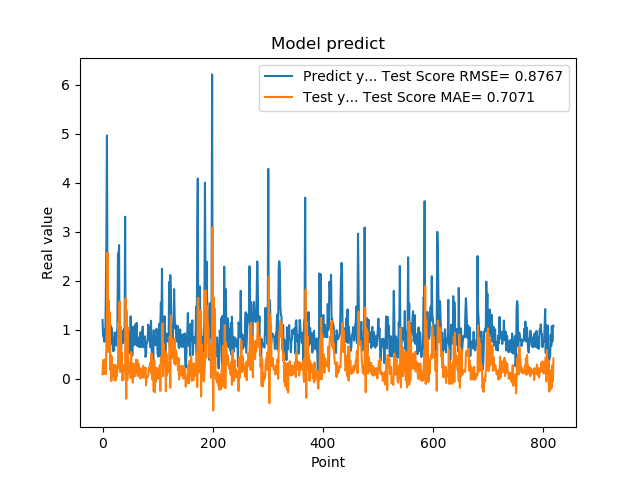 Model predict
Predict y... Test Score RMSE= 0.8767
Test y... Test Score MAE= 0.7071
Real value
6
5
4
3
2
1
0
0 200 400 600 800
Point